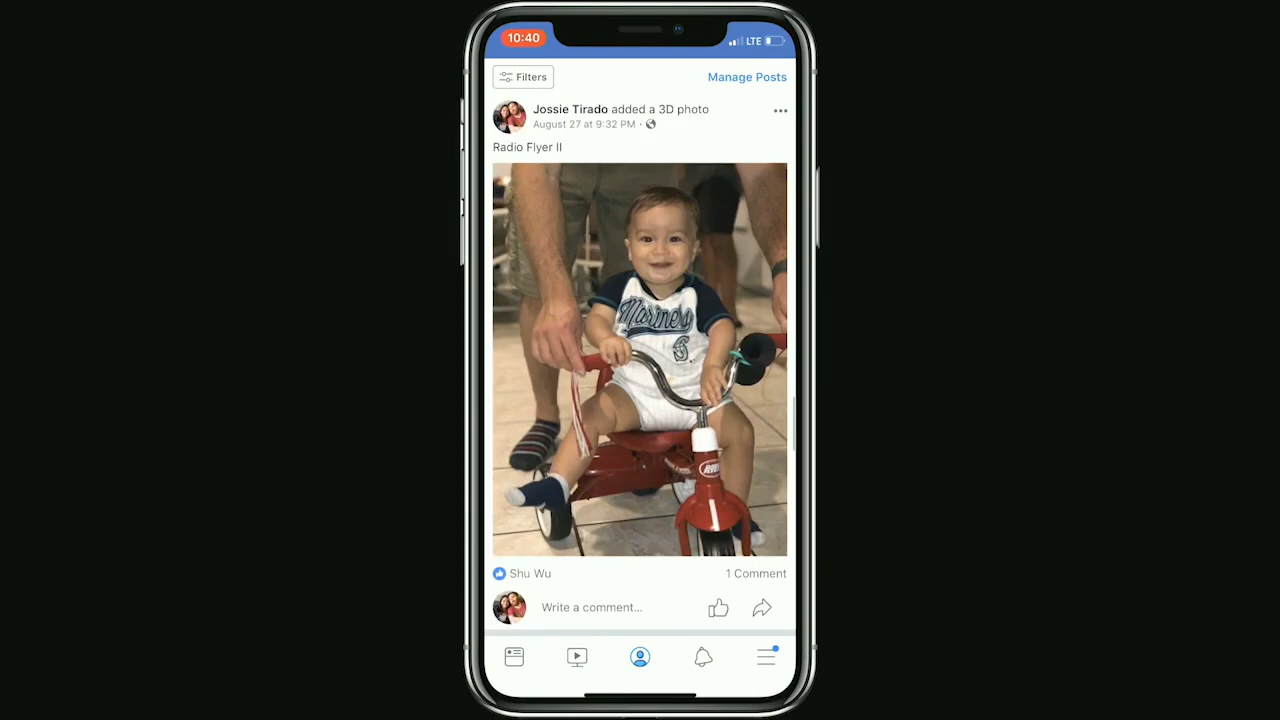 10:40
LTE
Filters
Manage Posts
Jossie Tirado added a 3D photo
August 27 at 9:32 PM ·
Radio Flyer II
Mariners
S
Shu Wu
1 Comment
Write a comment...